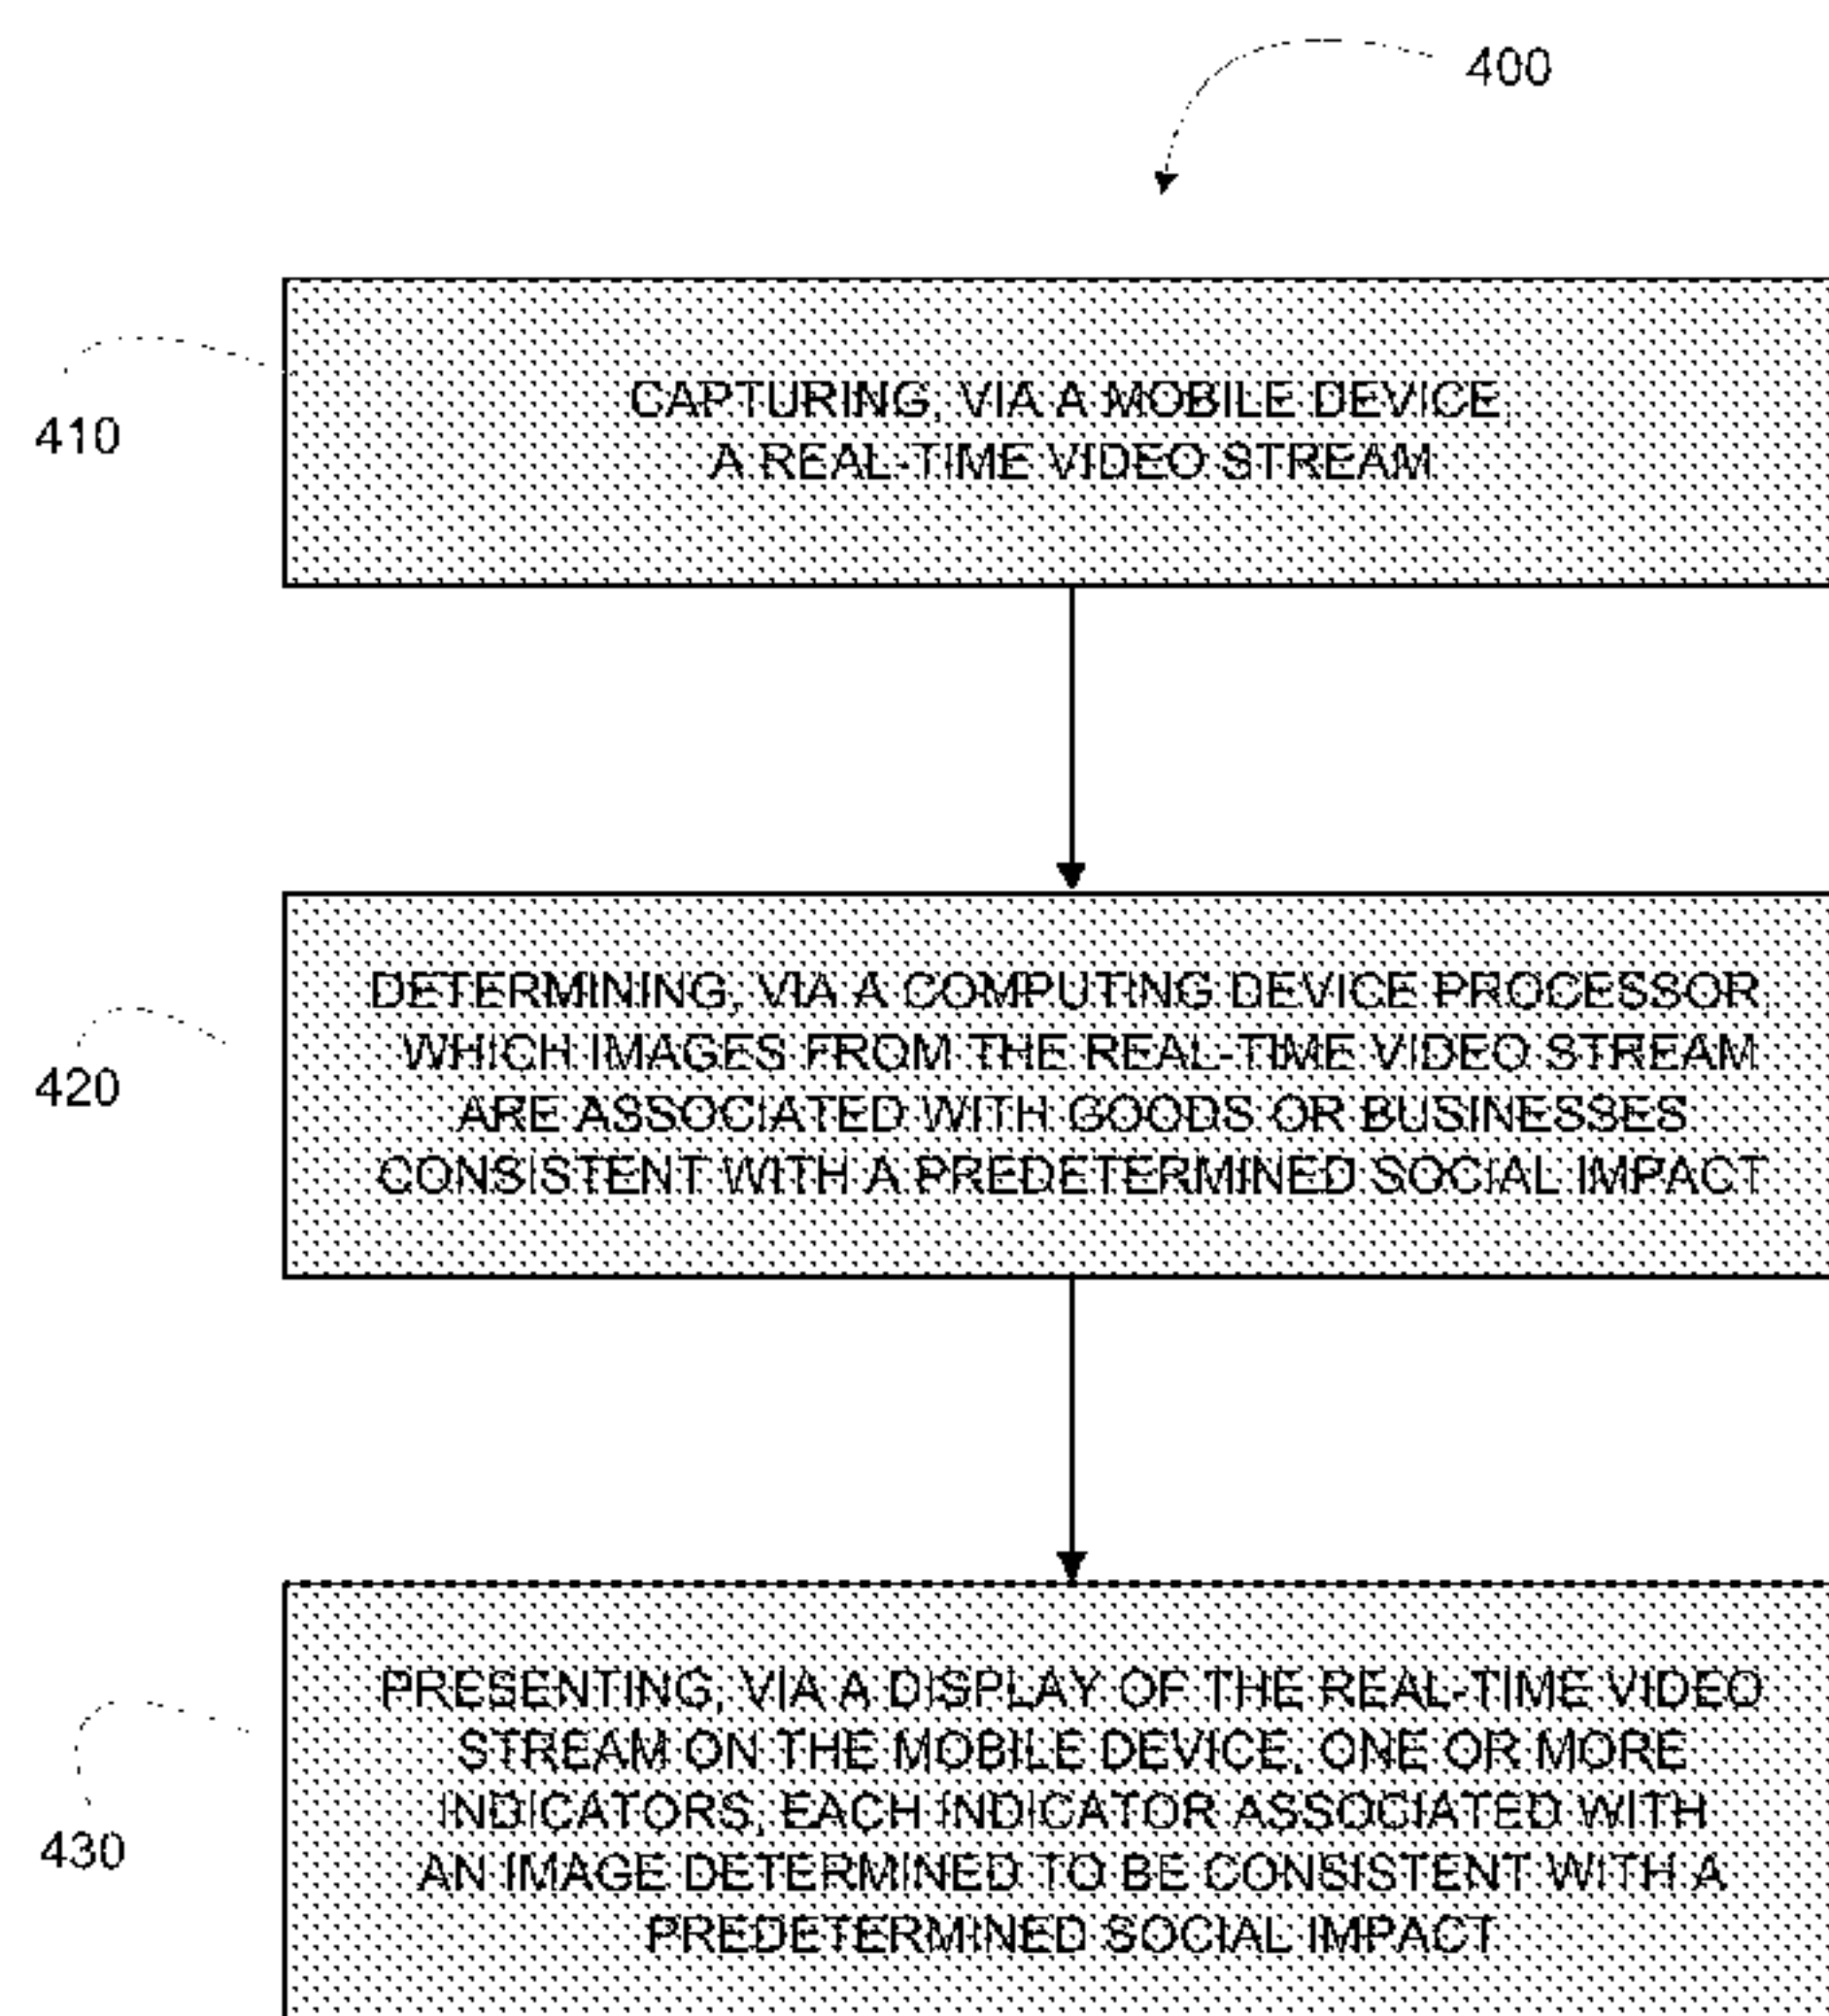 400
410
CAPTURING, VIA A MOBILE DEVICE,
A REAL-TIME VIDEO STREAM
420
DETERMINING, VIA A COMPUTING DEVICE PROCESSOR,
WHICH IMAGES FROM THE REAL-TIME VIDEO STREAM
ARE ASSOCIATED WITH GOODS OR BUSINESSES
CONSISTENT WITH A PREDETERMINED SOCIAL IMPACT
430
PRESENTING, VIA A DISPLAY OF THE REAL-TIME VIDEO
STREAM ON THE MOBILE DEVICE, ONE OR MORE
INDICATORS, EACH INDICATOR ASSOCIATED WITH
AN IMAGE DETERMINED TO BE CONSISTENT WITH A
PREDETERMINED SOCIAL IMPACT